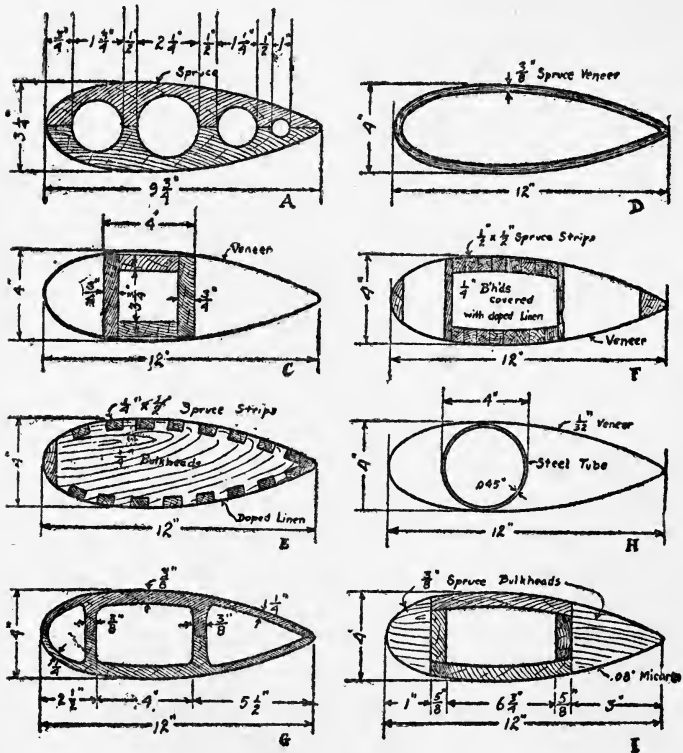 3/4" 1 3/4" 1/2" 2 1/4" 1/2" 1 1/4" 1/2" 1"
Spruce
3 1/4"
9 3/4"
A
3/8" Spruce Veneer
4"
12"
D
4"
Veneer
4"
3/4"
12"
C
1/2" x 1/2" Spruce Strips
4"
1/4" B'h'ds
covered
with doped Linen
Veneer
12"
F
1/4" x 1/2" Spruce Strips
4"
1/4" Bulkheads
Doped Linen
12"
E
4"
1/32" Veneer
4"
Steel Tube
.045"
12"
H
3/8"
4"
3/8" 3/8" 1/4"
1/4"
2 1/2" 4" 5 1/2"
12"
G
3/8" Spruce Bulkheads
4"
.08" Micarta
1" 5/8" 6 3/4" 5/8" 3"
12"
I